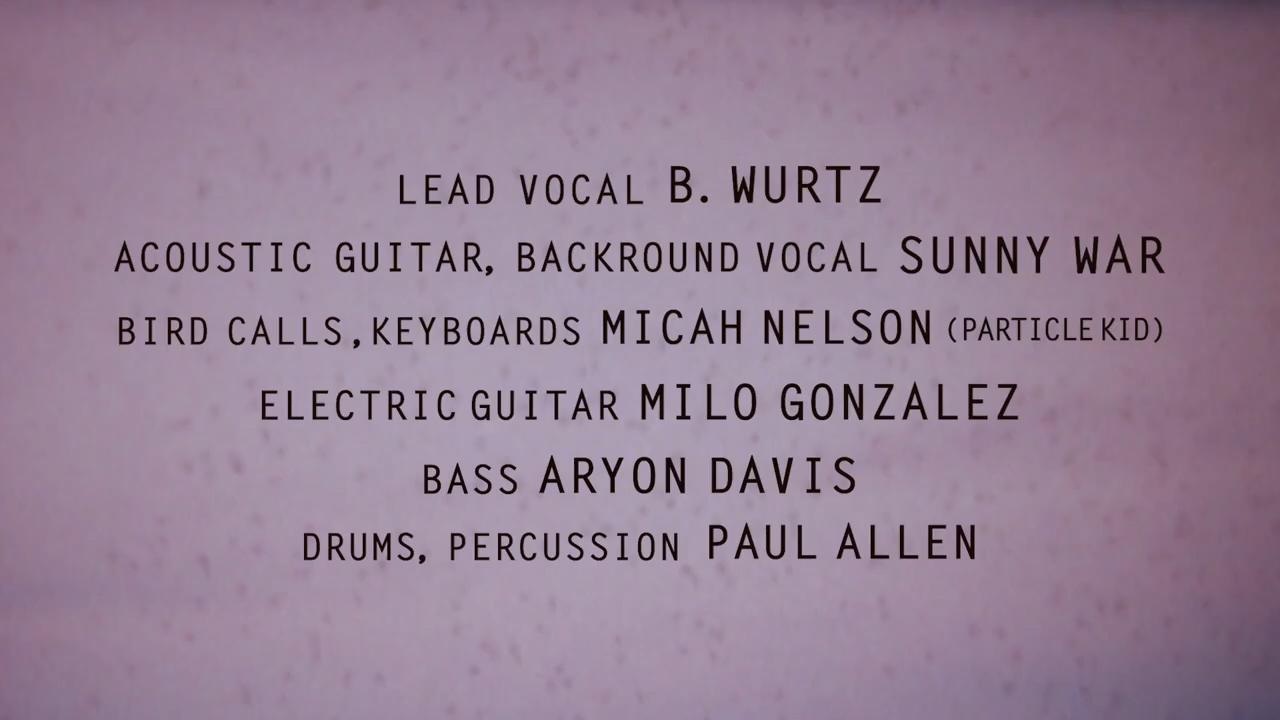 LEAD VOCAL B. WURTZ
ACOUSTIC GUITAR, BACKROUND VOCAL SUNNY WAR
BIRD CALLS, KEYBOARDS MICAH NELSON (PARTICLE KID)
ELECTRIC GUITAR MILO GONZALEZ
BASS ARYON DAVIS
DRUMS, PERCUSSION PAUL ALLEN